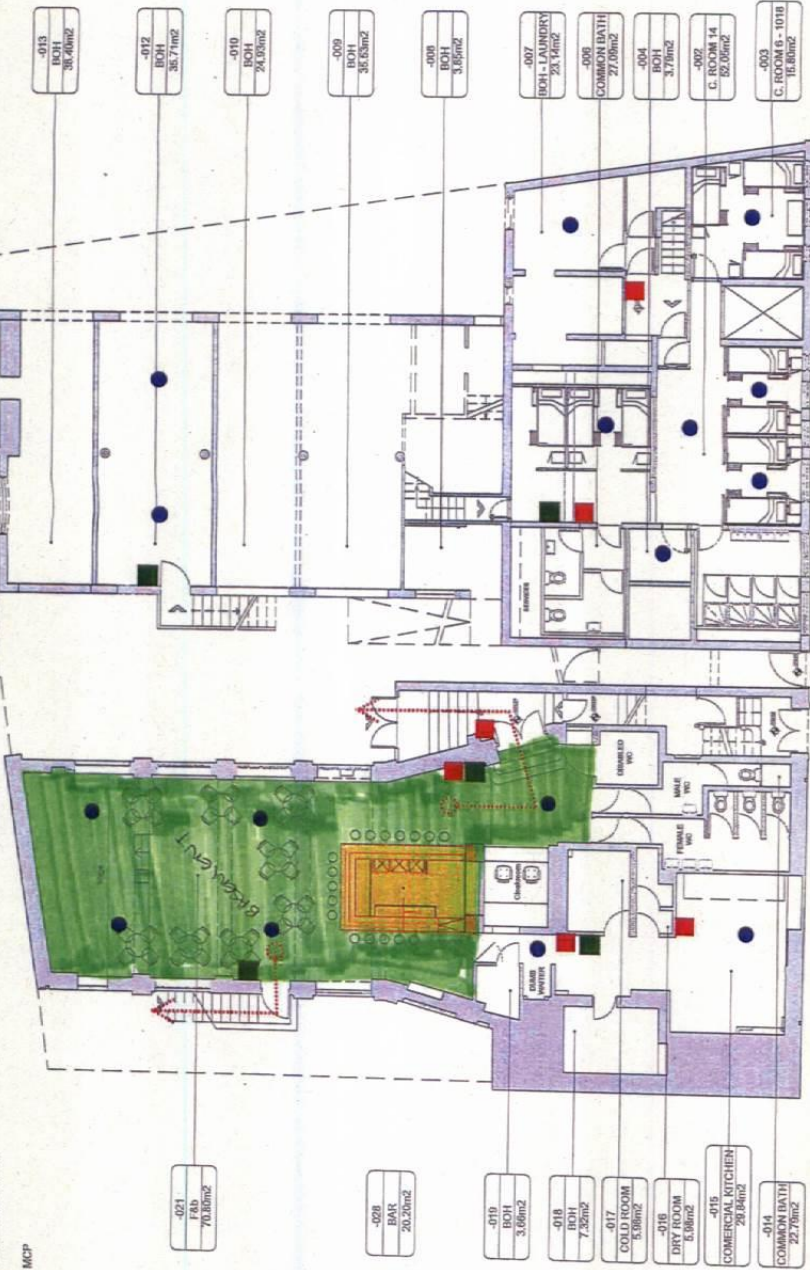 MCP
-013
BOH
38.40m2
-012
BOH
35.71m2
-010
BOH
24.93m2
-009
BOH
35.53m2
-008
BOH
3.65m2
-007
BOH - LAUNDRY
23.14m2
-006
COMMON BATH
27.09m2
-004
BOH
3.79m2
-002
C. ROOM 14
52.05m2
-003
C. ROOM 6 - 1018
15.80m2
BASEMENT
DISABLED
WC
MALE
WC
FEMALE
WC
Cloakroom
DUMB
WAITER
-021
F&b
70.80m2
-028
BAR
20.20m2
-019
BOH
3.66m2
-018
BOH
7.32m2
-017
COLD ROOM
5.98m2
-016
DRY ROOM
5.98m2
-015
COMERCIAL KITCHEN
29.84m2
-014
COMMON BATH
22.79m2